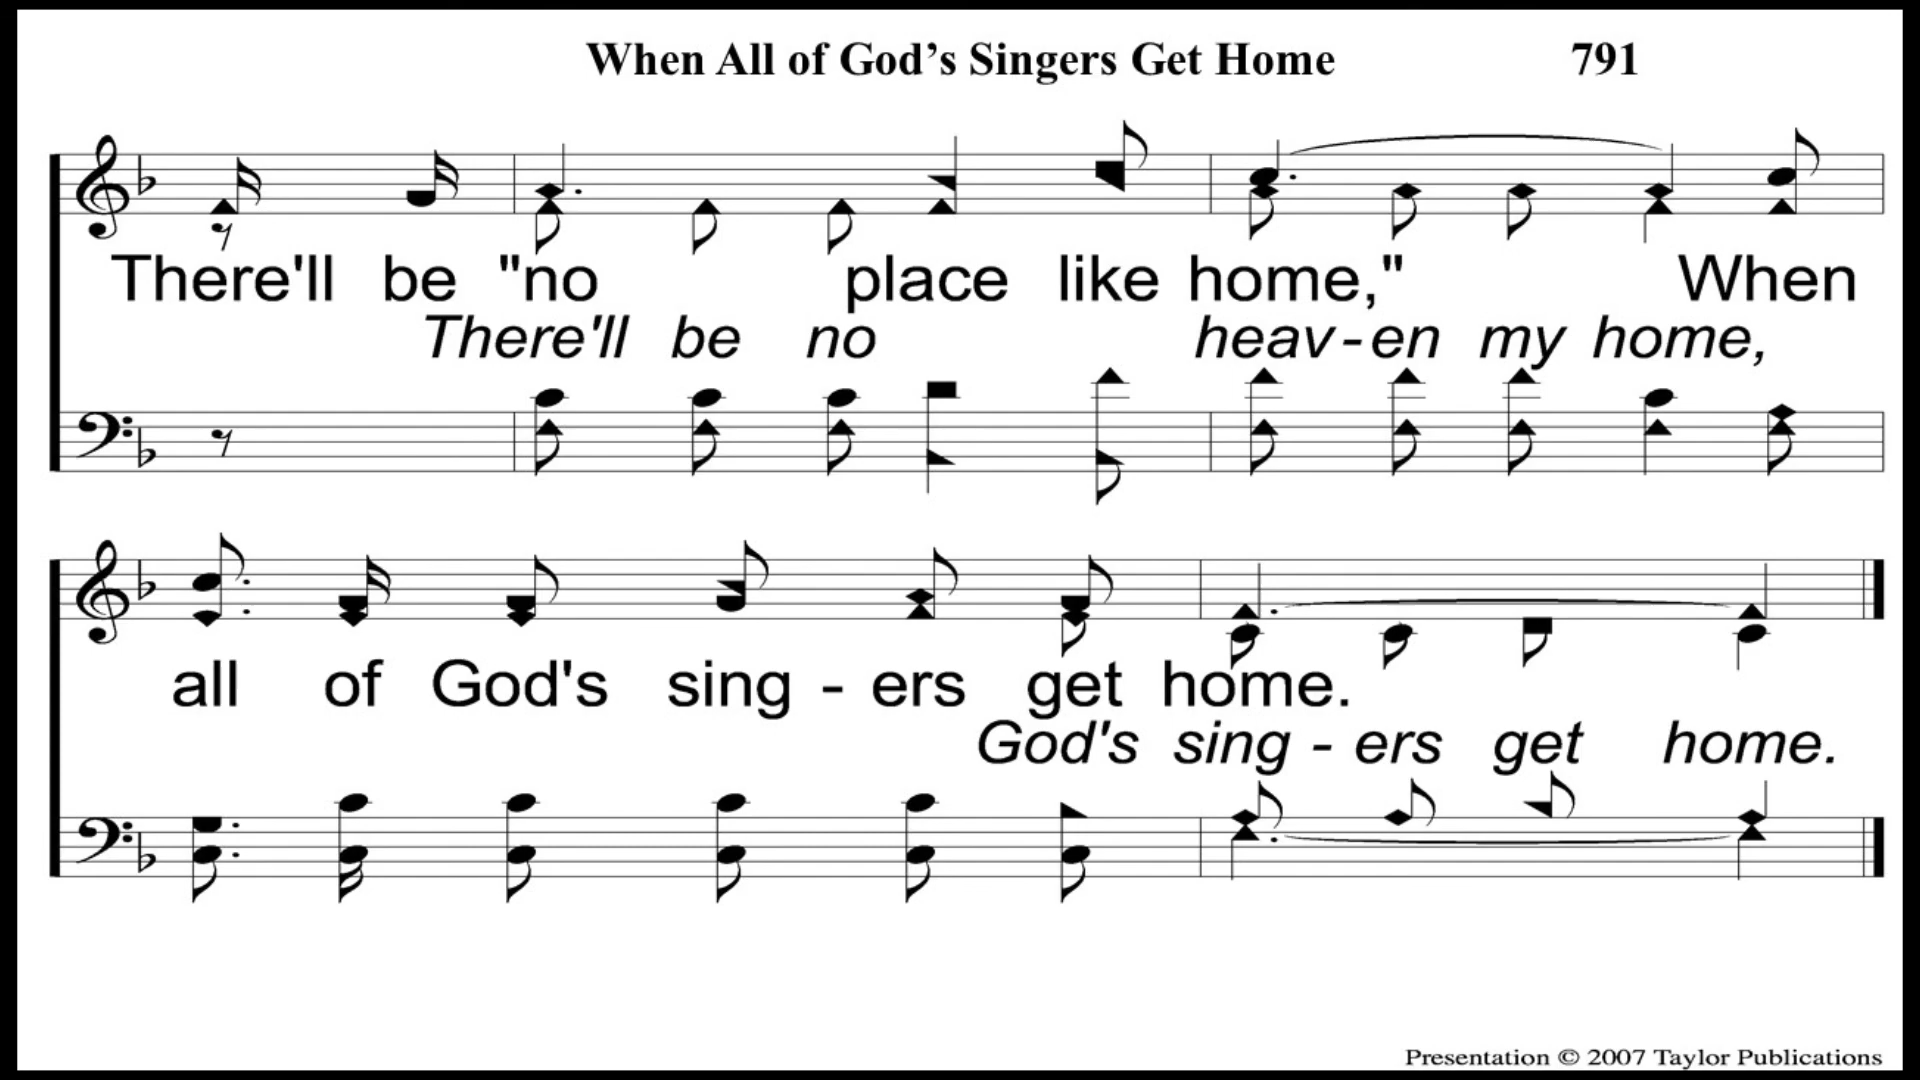 When All of God's Singers Get Home 791
There'll be "no place like home," When
There'll be no heav-en my home,
all of God's sing - ers get home.
God's sing - ers get home.
Presentation © 2007 Taylor Publications